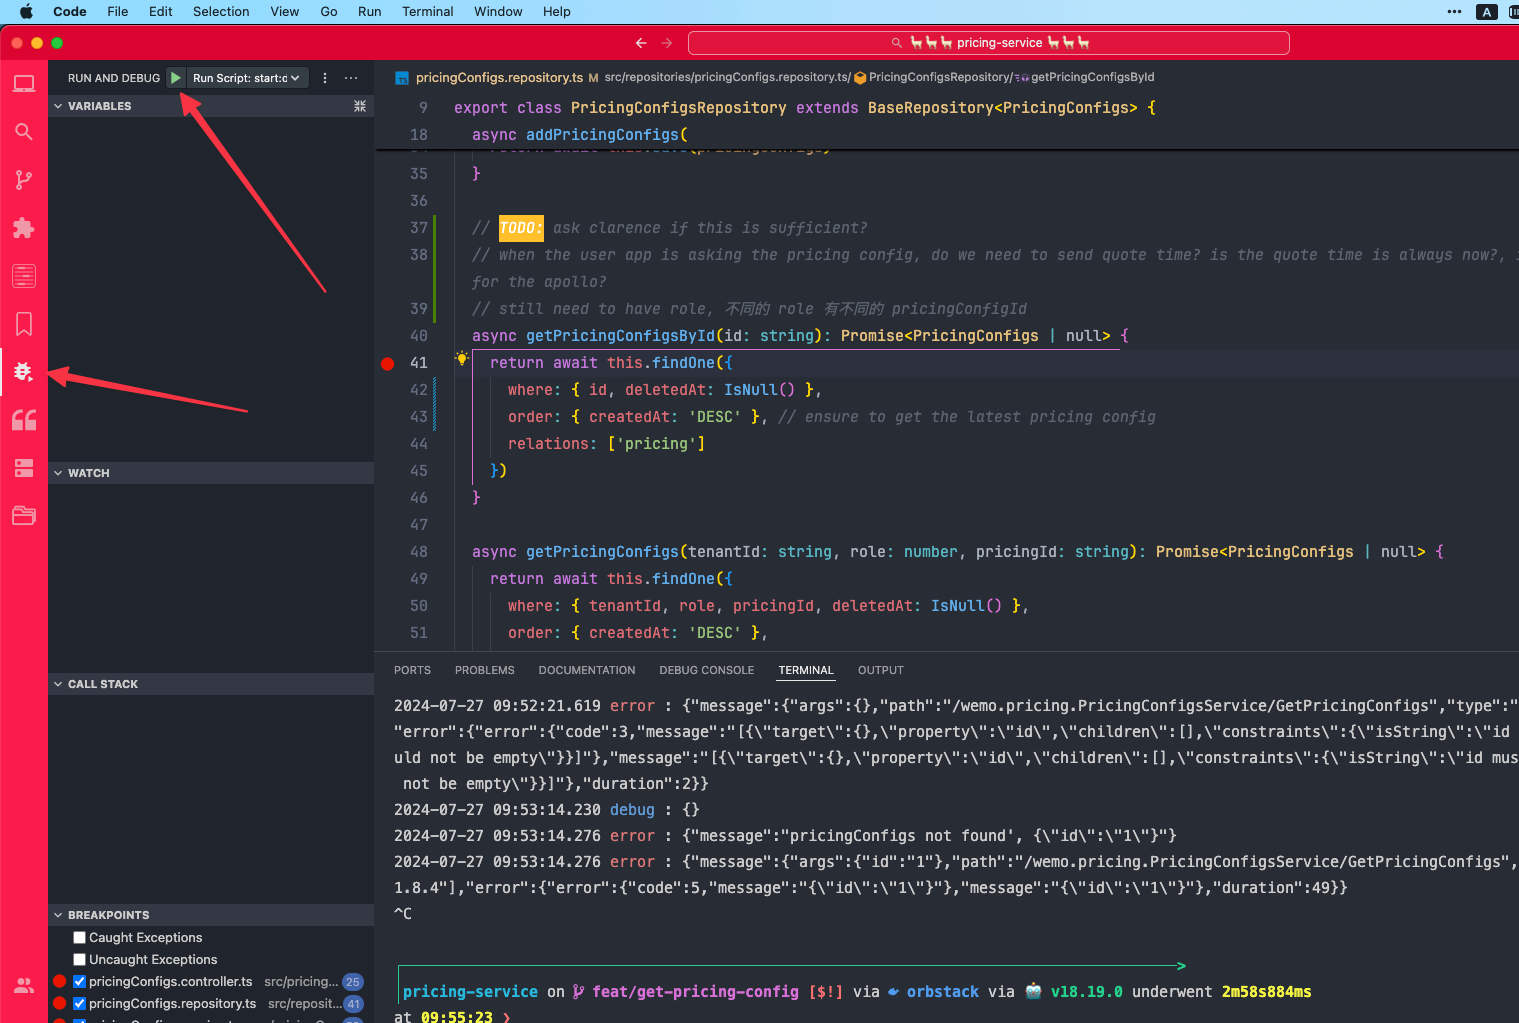 Code File Edit Selection View Go Run Terminal Window Help A
🦙🦙🦙 pricing-service 🦙🦙🦙
RUN AND DEBUG Run Script: start:d
VARIABLES
WATCH
CALL STACK
BREAKPOINTS
Caught Exceptions
Uncaught Exceptions
pricingConfigs.controller.ts src/pricing... 25
pricingConfigs.repository.ts src/reposit... 41
TS pricingConfigs.repository.ts M src/repositories/pricingConfigs.repository.ts/ PricingConfigsRepository/ getPricingConfigsById
9 export class PricingConfigsRepository extends BaseRepository<PricingConfigs> {
18 async addPricingConfigs(
35 }
36
37 // TODO: ask clarence if this is sufficient?
38 // when the user app is asking the pricing config, do we need to send quote time? is the quote time is always now?,
for the apollo?
39 // still need to have role, 不同的 role 有不同的 pricingConfigId
40 async getPricingConfigsById(id: string): Promise<PricingConfigs | null> {
41 return await this.findOne({
42 where: { id, deletedAt: IsNull() },
43 order: { createdAt: 'DESC' }, // ensure to get the latest pricing config
44 relations: ['pricing']
45 })
46 }
47
48 async getPricingConfigs(tenantId: string, role: number, pricingId: string): Promise<PricingConfigs | null> {
49 return await this.findOne({
50 where: { tenantId, role, pricingId, deletedAt: IsNull() },
51 order: { createdAt: 'DESC' },
PORTS PROBLEMS DOCUMENTATION DEBUG CONSOLE TERMINAL OUTPUT
2024-07-27 09:52:21.619 error : {"message":{"args":{},"path":"/wemo.pricing.PricingConfigsService/GetPricingConfigs","type":"
"error":{"error":{"code":3,"message":"[{\"target\":{},\"property\":\"id\",\"children\":[],\"constraints\":{\"isString\":\"id
uld not be empty\"}}]"},"message":"[{\"target\":{},\"property\":\"id\",\"children\":[],\"constraints\":{\"isString\":\"id mus
not be empty\"}}]"},"duration":2}}
2024-07-27 09:53:14.230 debug : {}
2024-07-27 09:53:14.276 error : {"message":"pricingConfigs not found', {\"id\":\"1\"}"}
2024-07-27 09:53:14.276 error : {"message":{"args":{"id":"1"},"path":"/wemo.pricing.PricingConfigsService/GetPricingConfigs",
1.8.4"],"error":{"error":{"code":5,"message":"{\"id\":\"1\"}"},"message":"{\"id\":\"1\"}"},"duration":49}}
^C
pricing-service on feat/get-pricing-config [$!] via orbstack via 🤖 v18.19.0 underwent 2m58s884ms
at 09:55:23 ❯